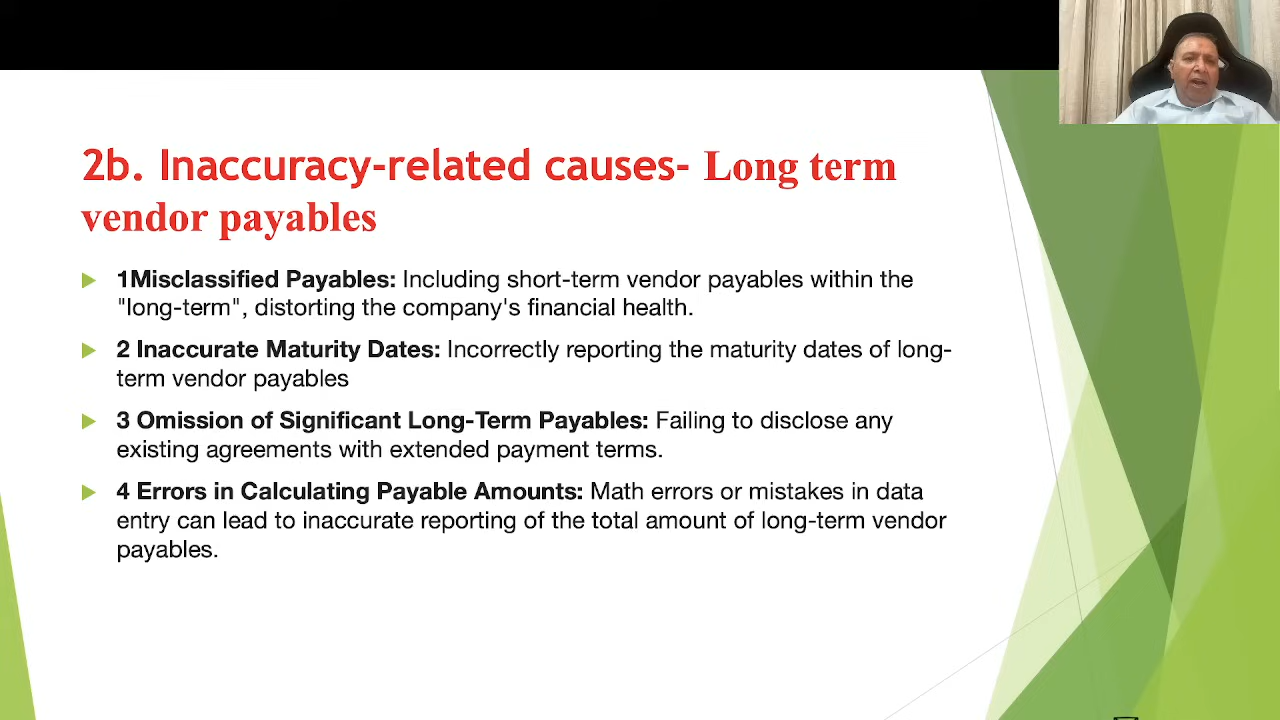 2b. Inaccuracy-related causes- Long term
vendor payables
1Misclassified Payables: Including short-term vendor payables within the
"long-term", distorting the company's financial health.
2 Inaccurate Maturity Dates: Incorrectly reporting the maturity dates of long-
term vendor payables
3 Omission of Significant Long-Term Payables: Failing to disclose any
existing agreements with extended payment terms.
4 Errors in Calculating Payable Amounts: Math errors or mistakes in data
entry can lead to inaccurate reporting of the total amount of long-term vendor
payables.